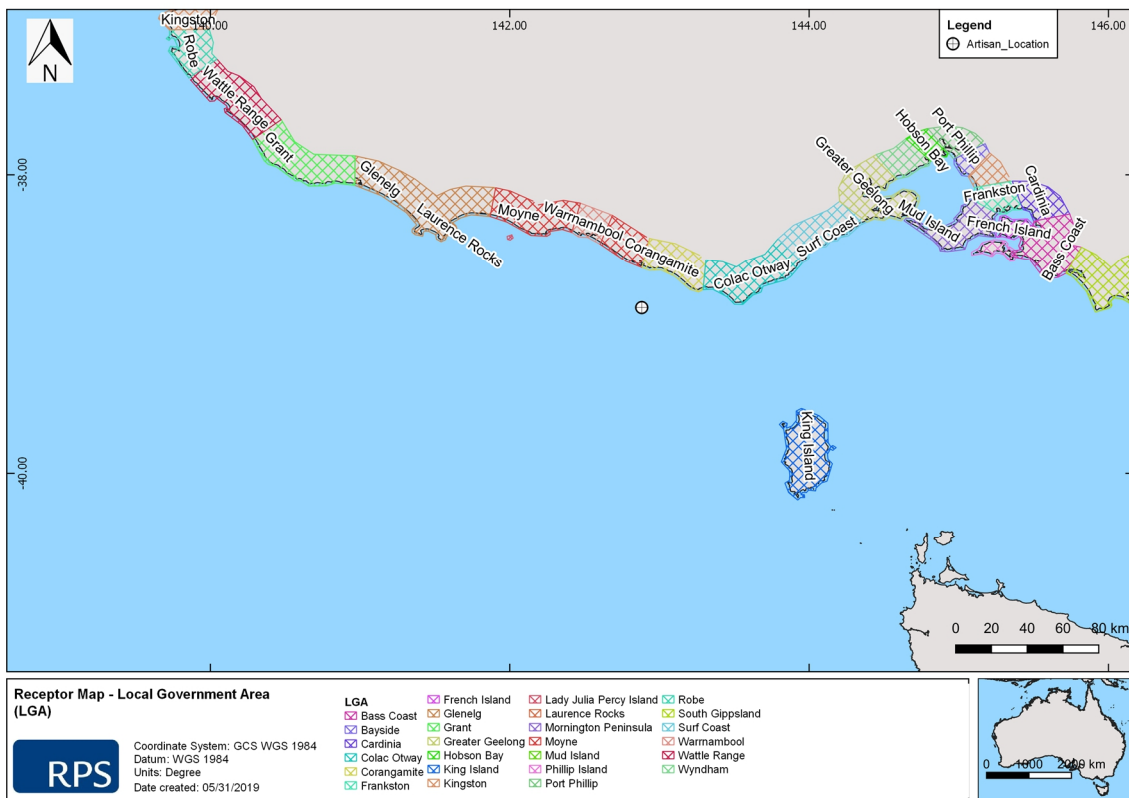 140.00
142.00
144.00
146.00
Kingston
N
Legend
Artisan_Location
Robe
Wattle Range
Grant
Glenelg
Laurence Rocks
Moyne
Warnambool
Corangamite
Colac Otway
Surf Coast
Greater Geelong
Hobson Bay
Port Phillip
Mud Island
Frankston
Cardinia
French Island
Bass Coast
-38.00
-40.00
King Island
0 20 40 60 80 km
Receptor Map - Local Government Area
(LGA)
RPS
Coordinate System: GCS WGS 1984
Datum: WGS 1984
Units: Degree
Date created: 05/31/2019
LGA
Bass Coast
Bayside
Cardinia
Colac Otway
Corangamite
Frankston
French Island
Glenelg
Grant
Greater Geelong
Hobson Bay
King Island
Kingston
Lady Julia Percy Island
Laurence Rocks
Mornington Peninsula
Moyne
Mud Island
Phillip Island
Port Phillip
Robe
South Gippsland
Surf Coast
Warrnambool
Wattle Range
Wyndham
0 1000 2000 km